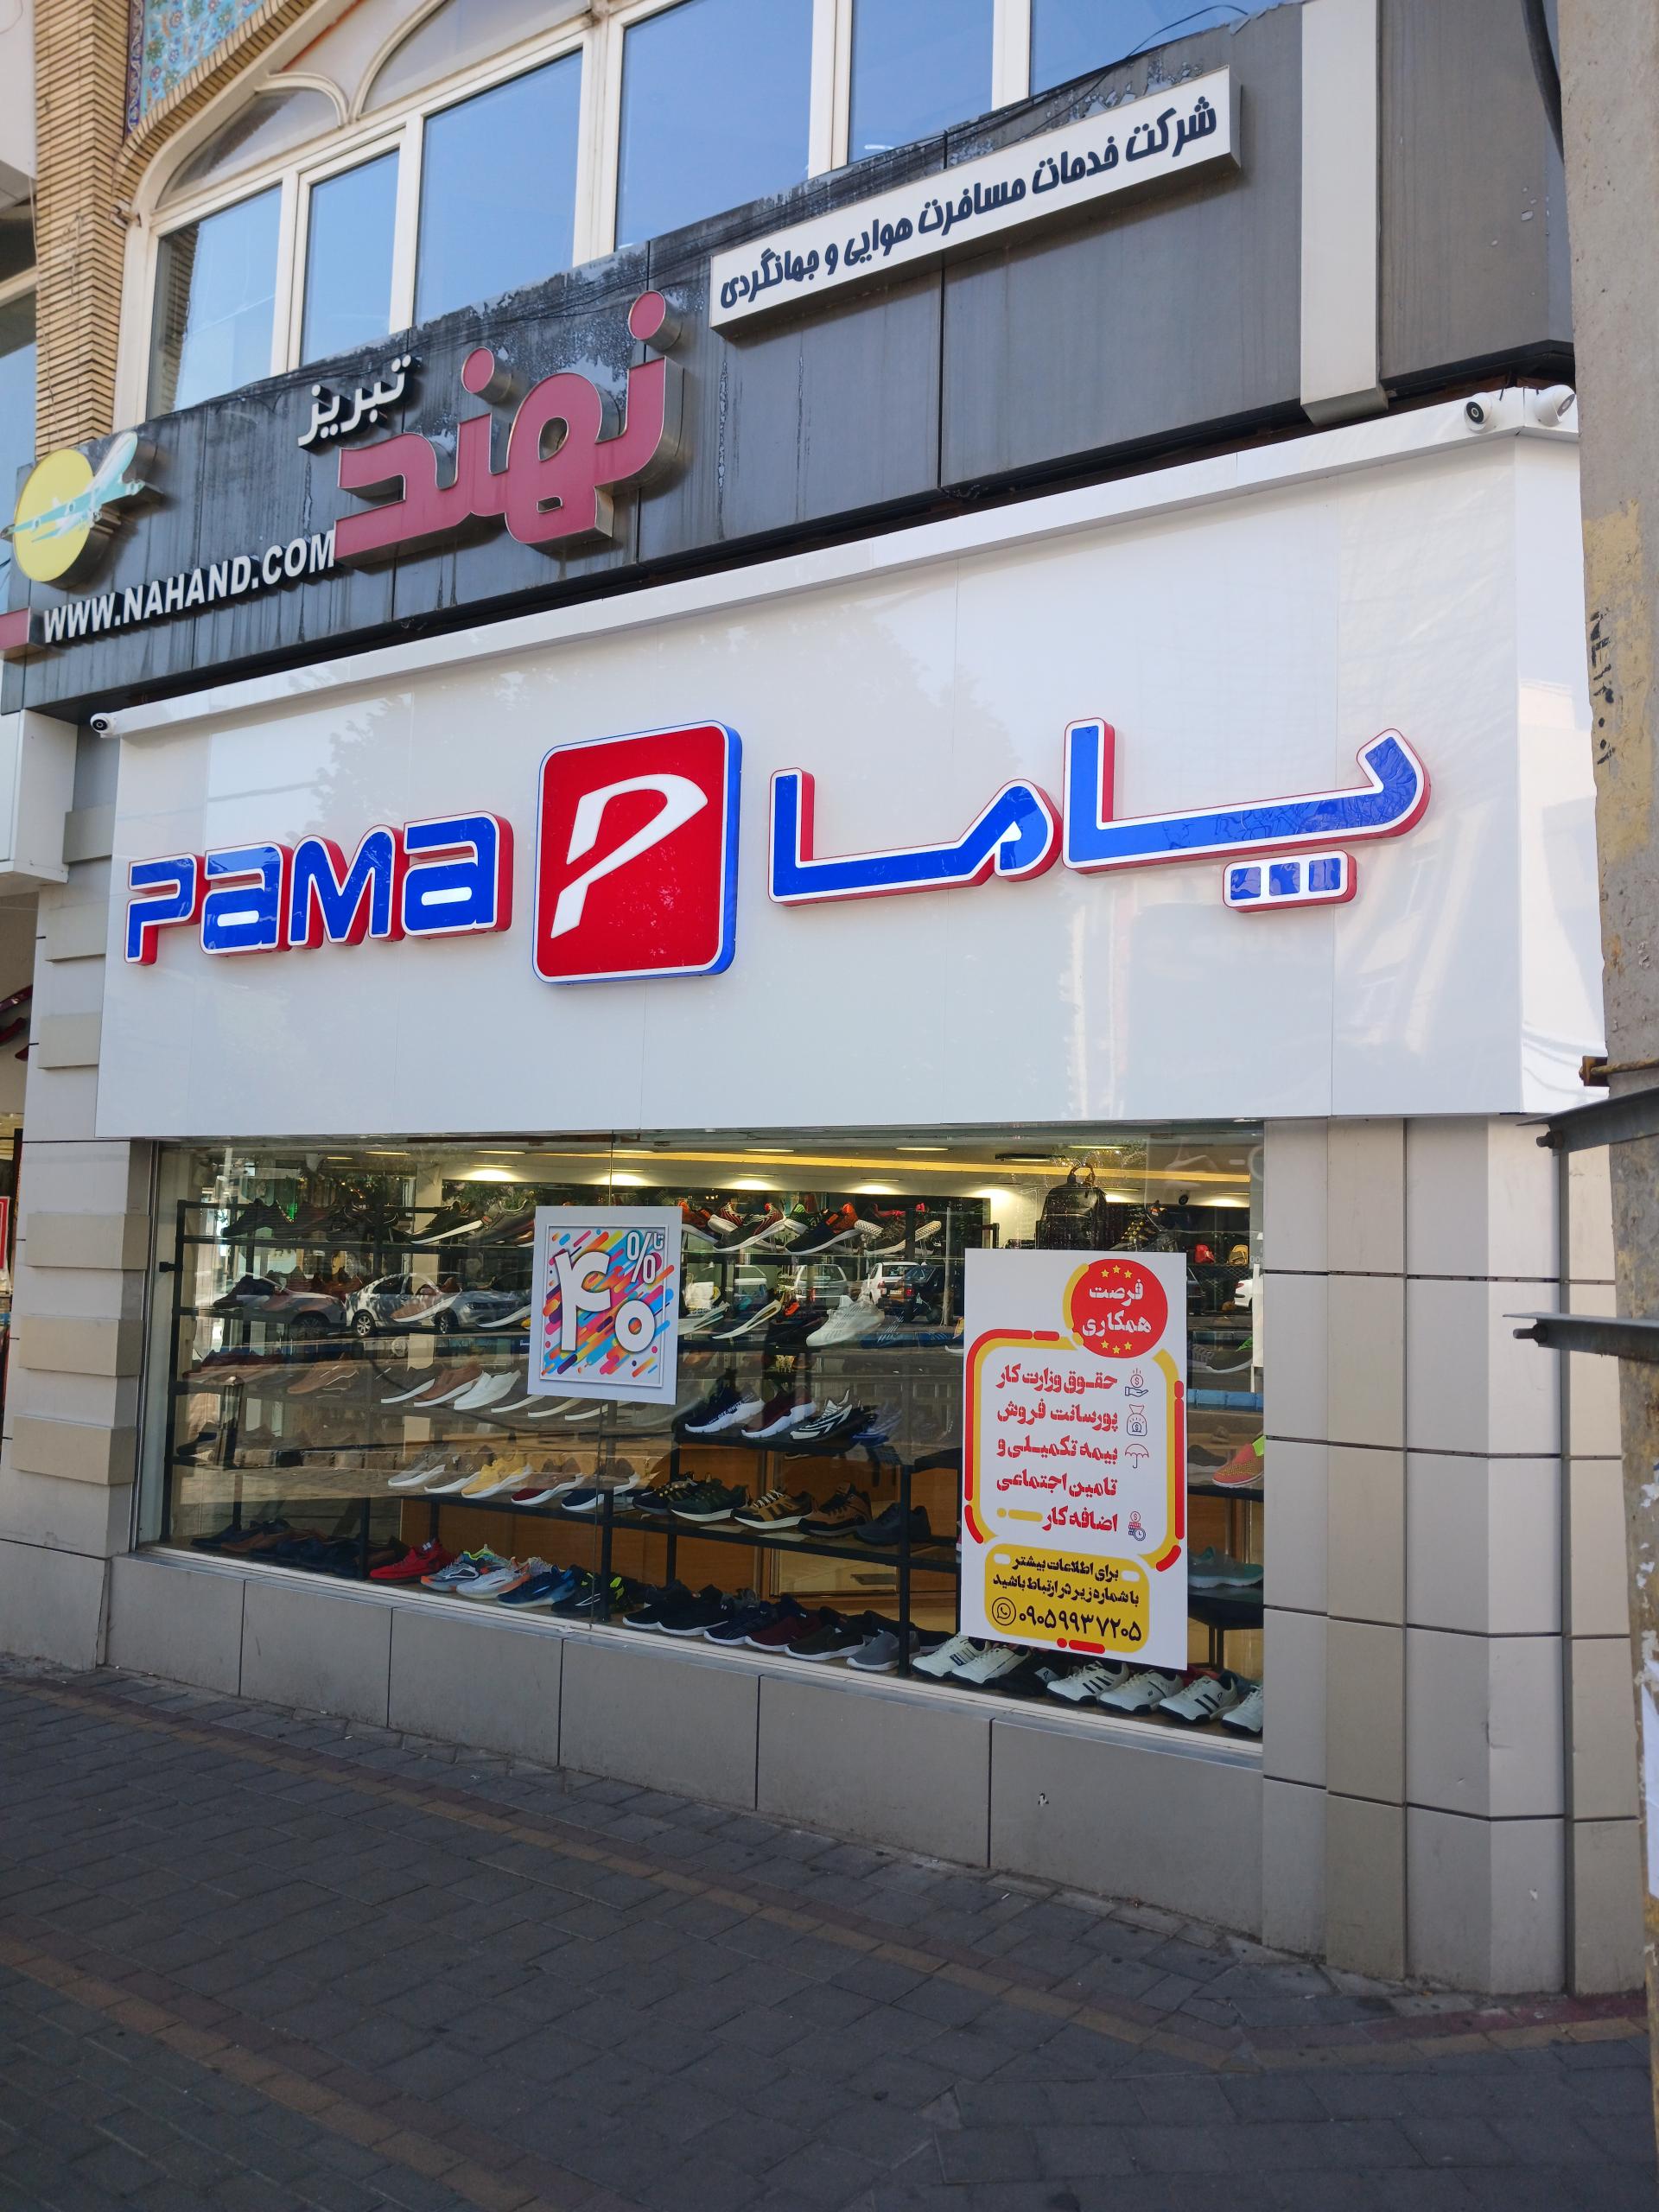 شرکت خدمات مسافرت هوایی و جهانگردی
نهند
تبریز
WWW.NAHAND.COM
PAMA
P
پاما
تا
۴۰%
فرصت
همکاری
حقوق وزارت کار
پورسانت فروش
بیمه تکمیلی و
تامین اجتماعی
اضافه کار
برای اطلاعات بیشتر
با شماره زیر در ارتباط باشید
۰۹۰۵۹۹۳۷۲۰۵